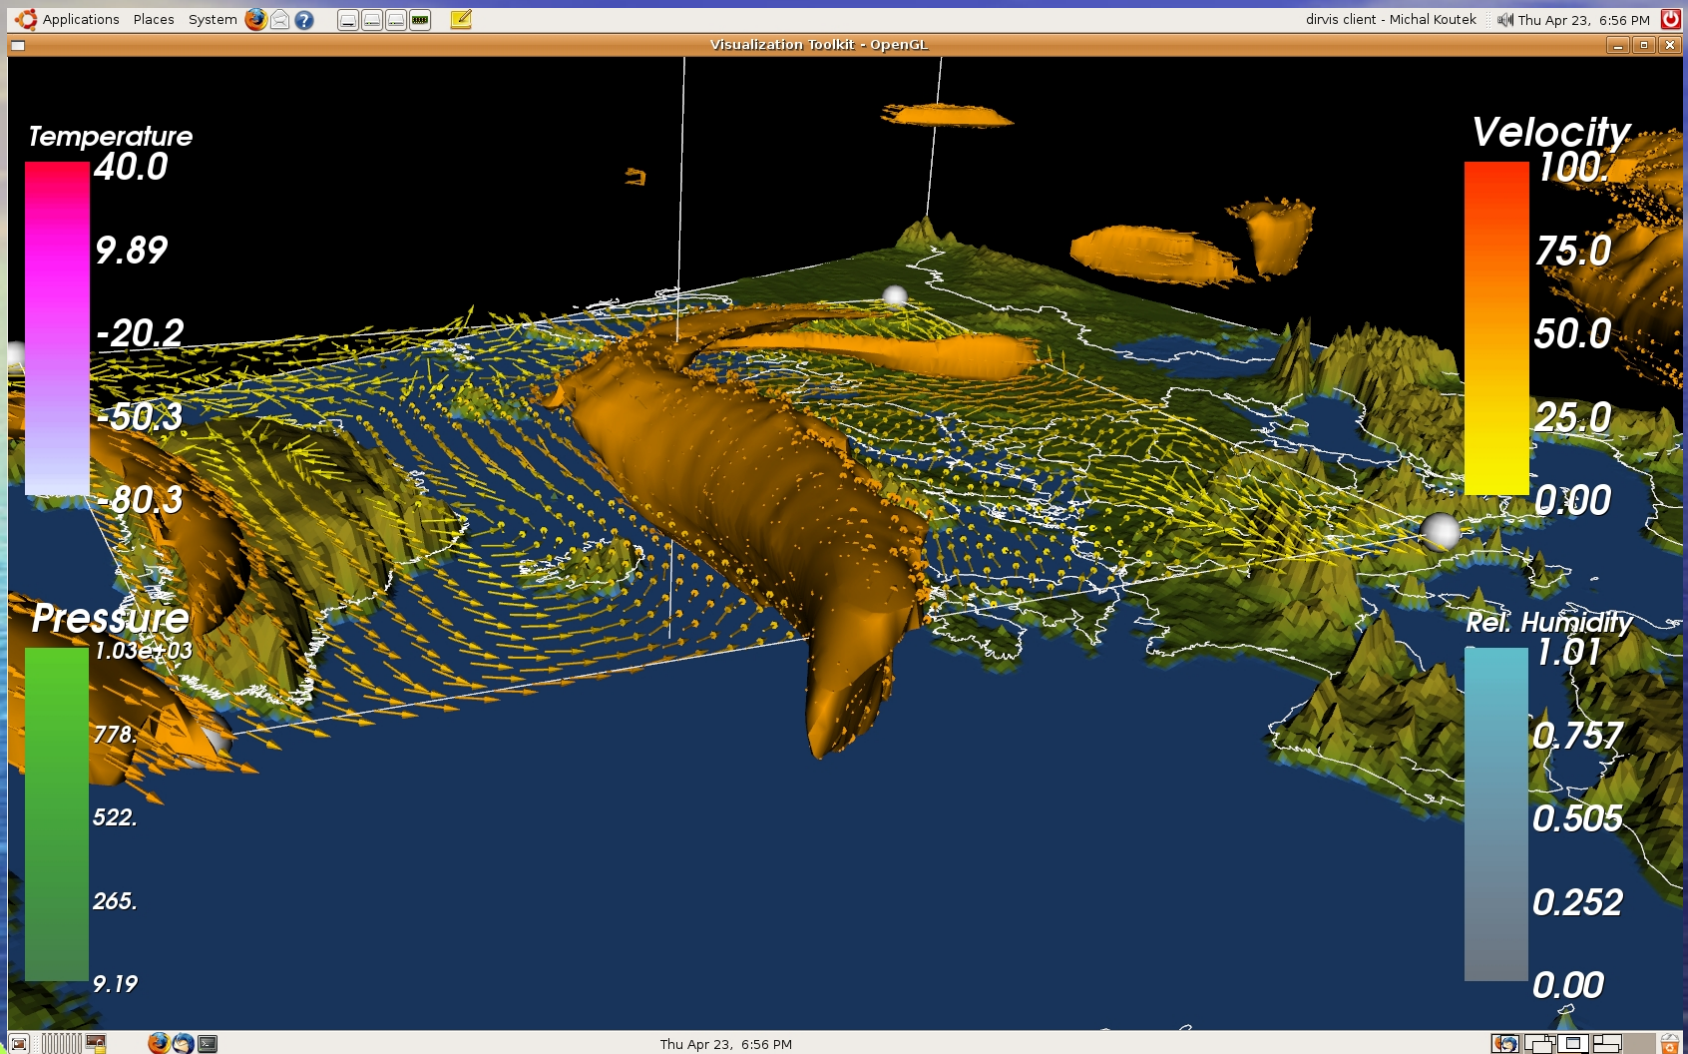 Applications Places System
dirvis client - Michal Koutek
Thu Apr 23, 6:56 PM
Visualization Toolkit - OpenGL
Temperature
40.0
9.89
-20.2
-50.3
-80.3
Velocity
100.
75.0
50.0
25.0
0.00
Pressure
1.03e+03
778.
522.
265.
9.19
Rel. Humidity
1.01
0.757
0.505
0.252
0.00
Thu Apr 23, 6:56 PM